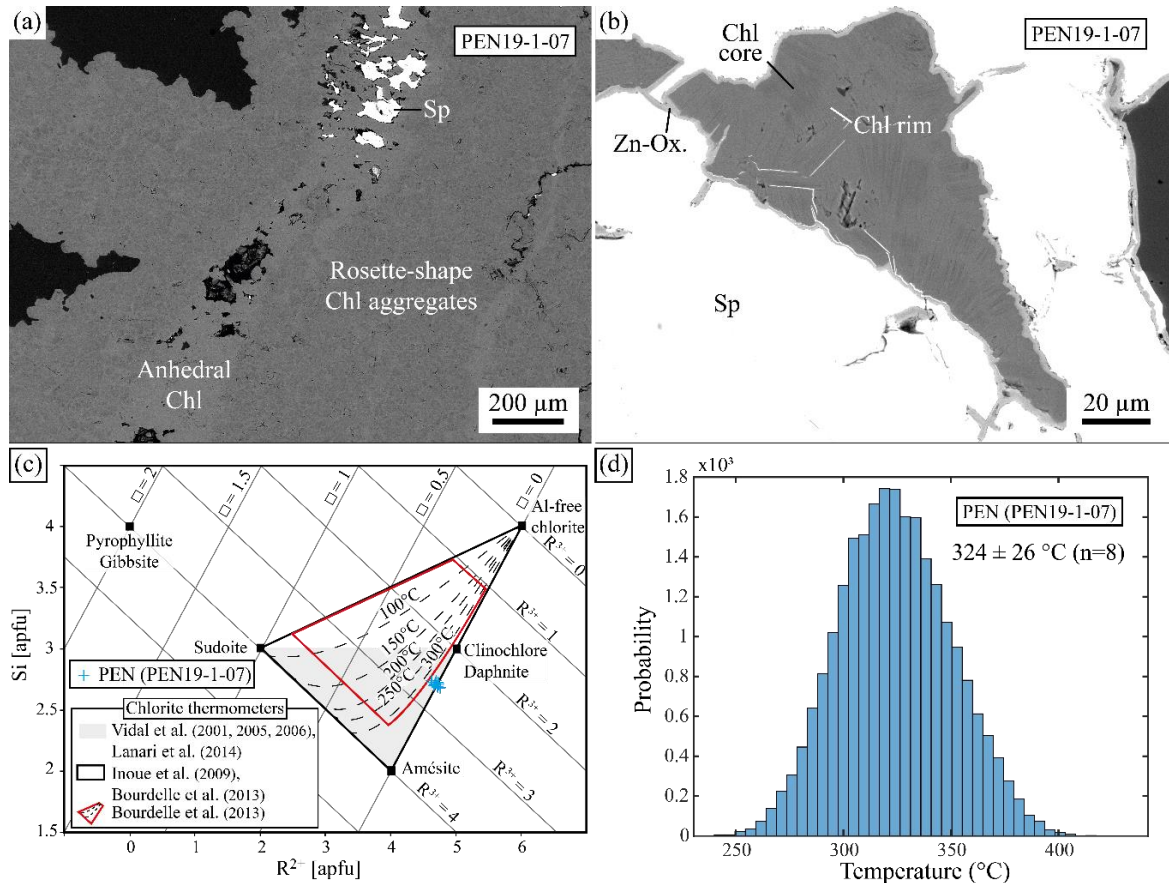 (a)
PEN19-1-07
Sp
Rosette-shape
Chl aggregates
Anhedral
Chl
200 µm
(b)
PEN19-1-07
Chl
core
Chl rim
Zn-Ox.
Sp
20 µm
(c)
□= 2
□= 1.5
□= 1
□= 0.5
□= 0
4
3.5
3
2.5
2
1.5
Si [apfu]
Pyrophyllite
Gibbsite
Al-free
chlorite
R³⁺= 0
R³⁺= 1
R³⁺= 2
R³⁺= 3
R³⁺= 4
100°C
150°C
200°C
250°C
300°C
Sudoite
Clinochlore
Daphnite
Amésite
+ PEN (PEN19-1-07)
Chlorite thermometers
Vidal et al. (2001, 2005, 2006),
Lanari et al. (2014)
Inoue et al. (2009),
Bourdelle et al. (2013)
Bourdelle et al. (2013)
0 1 2 3 4 5 6
R²⁻ [apfu]
(d)
x10³
PEN (PEN19-1-07)
324 ± 26 °C (n=8)
1.8
1.6
1.4
1.2
1
0.8
0.6
0.4
0.2
0
Probability
250 300 350 400
Temperature (°C)